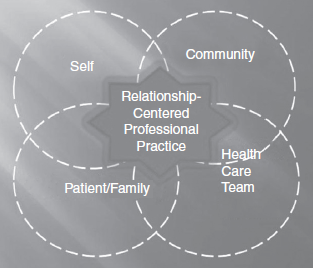 Self
Community
Relationship-
Centered
Professional
Practice
Patient/Family
Health
Care
Team